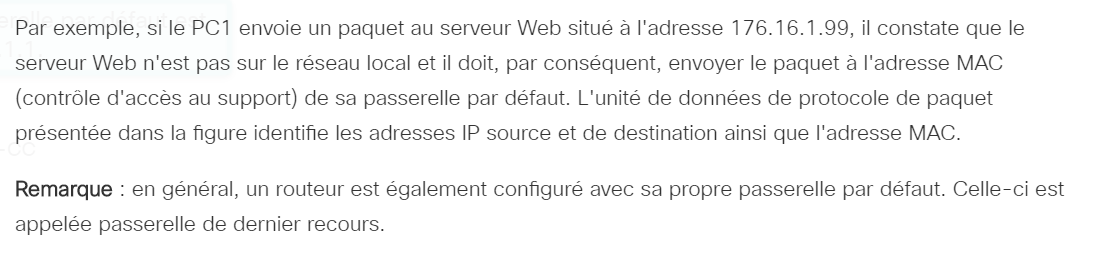 Par exemple, si le PC1 envoie un paquet au serveur Web situé à l'adresse 176.16.1.99, il constate que le
serveur Web n'est pas sur le réseau local et il doit, par conséquent, envoyer le paquet à l'adresse MAC
(contrôle d'accès au support) de sa passerelle par défaut. L'unité de données de protocole de paquet
présentée dans la figure identifie les adresses IP source et de destination ainsi que l'adresse MAC.
Remarque : en général, un routeur est également configuré avec sa propre passerelle par défaut. Celle-ci est
appelée passerelle de dernier recours.